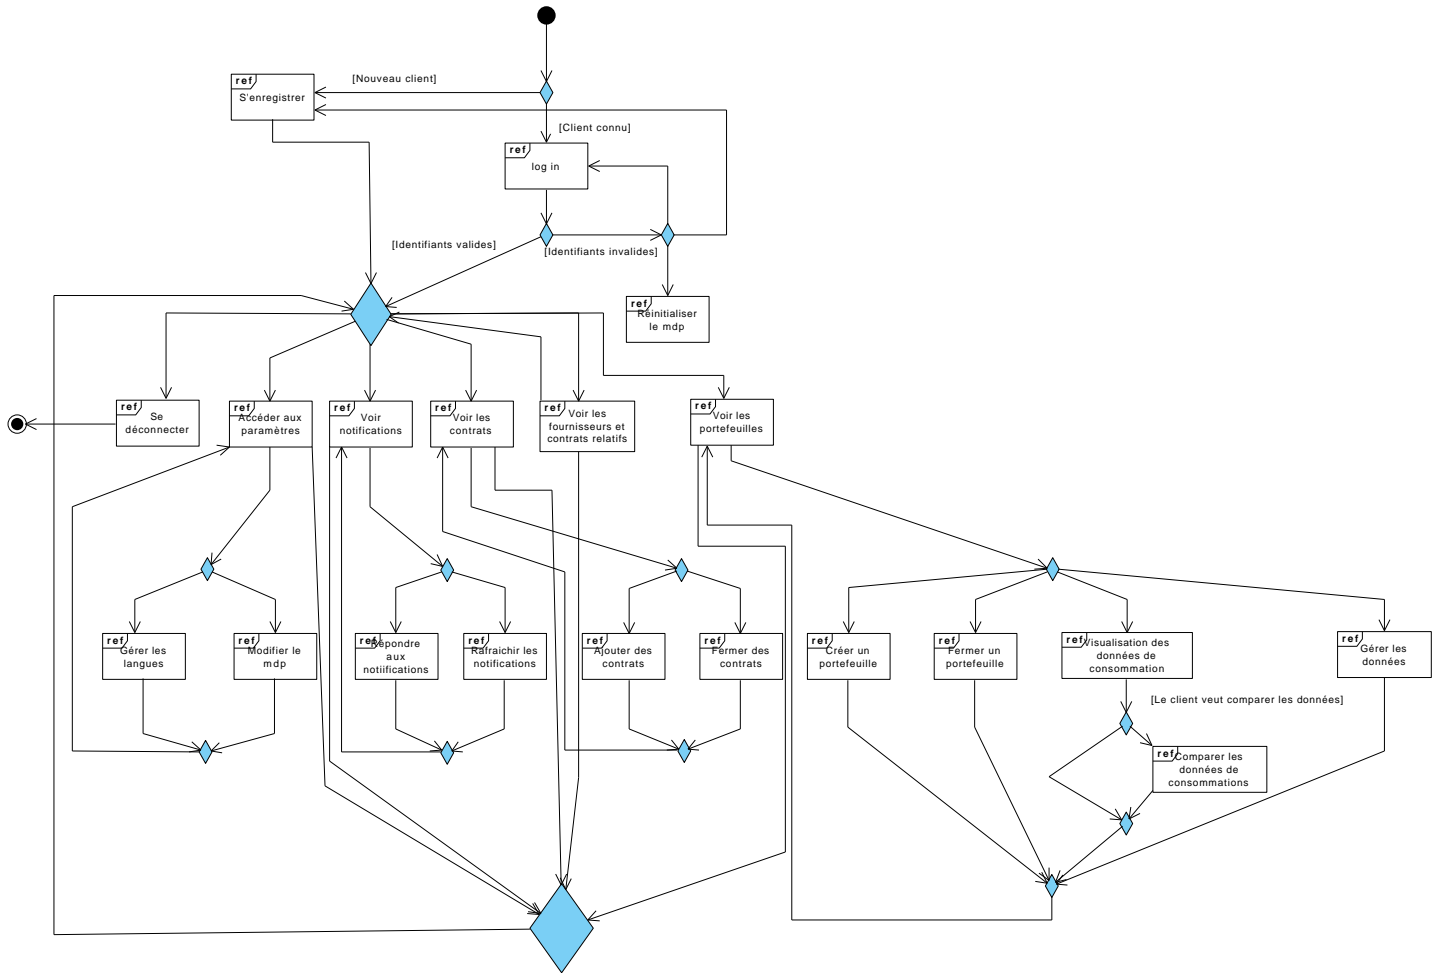 [Nouveau client]
ref
S'enregistrer
[Client connu]
ref
log in
[Identifiants valides]
[Identifiants invalides]
ref
Réinitialiser
le mdp
ref
Se
déconnecter
ref
Accéder aux
paramètres
ref
Voir
notifications
ref
Voir les
contrats
ref
Voir les
fournisseurs et
contrats relatifs
ref
Voir les
portefeuilles
ref
Gérer les
langues
ref
Modifier le
mdp
ref
Répondre
aux
notiifications
ref
Rafraichir les
notifications
ref
Ajouter des
contrats
ref
Fermer des
contrats
ref
Créer un
portefeuille
ref
Fermer un
portefeuille
ref
Visualisation des
données de
consommation
ref
Gérer les
données
[Le client veut comparer les données]
ref
Comparer les
données de
consommations